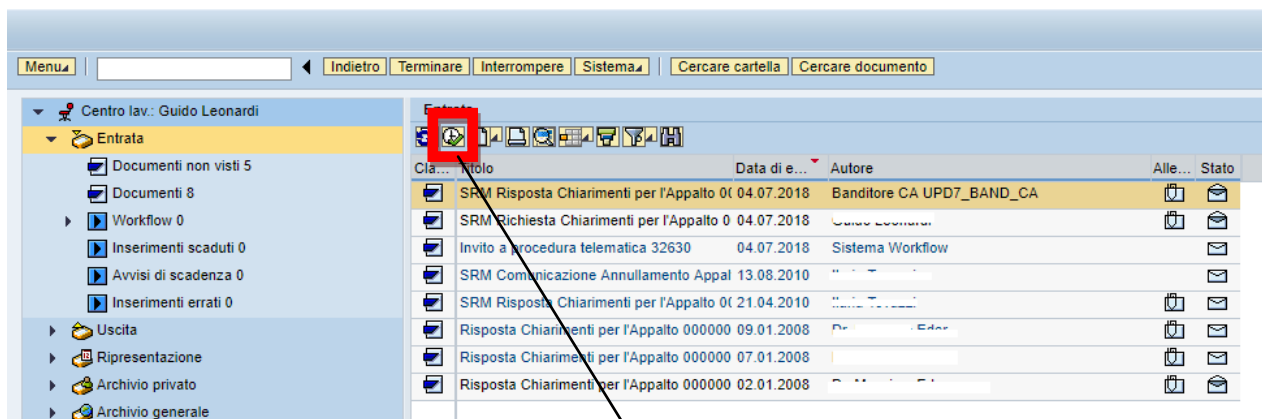 Menu Indietro Terminare Interrompere Sistema Cercare cartella Cercare documento
Centro lav.: Guido Leonardi
Entrata
Documenti non visti 5
Documenti 8
Workflow 0
Inserimenti scaduti 0
Avvisi di scadenza 0
Inserimenti errati 0
Uscita
Ripresentazione
Archivio privato
Archivio generale
Entrata
Cla... Titolo Data di e... Autore Alle... Stato
SRM Risposta Chiarimenti per l'Appalto 0( 04.07.2018 Banditore CA UPD7_BAND_CA
SRM Richiesta Chiarimenti per l'Appalto 0 04.07.2018
Invito a procedura telematica 32630 04.07.2018 Sistema Workflow
SRM Comunicazione Annullamento Appal 13.08.2010
SRM Risposta Chiarimenti per l'Appalto 0( 21.04.2010
Risposta Chiarimenti per l'Appalto 000000 09.01.2008
Risposta Chiarimenti per l'Appalto 000000 07.01.2008
Risposta Chiarimenti per l'Appalto 000000 02.01.2008